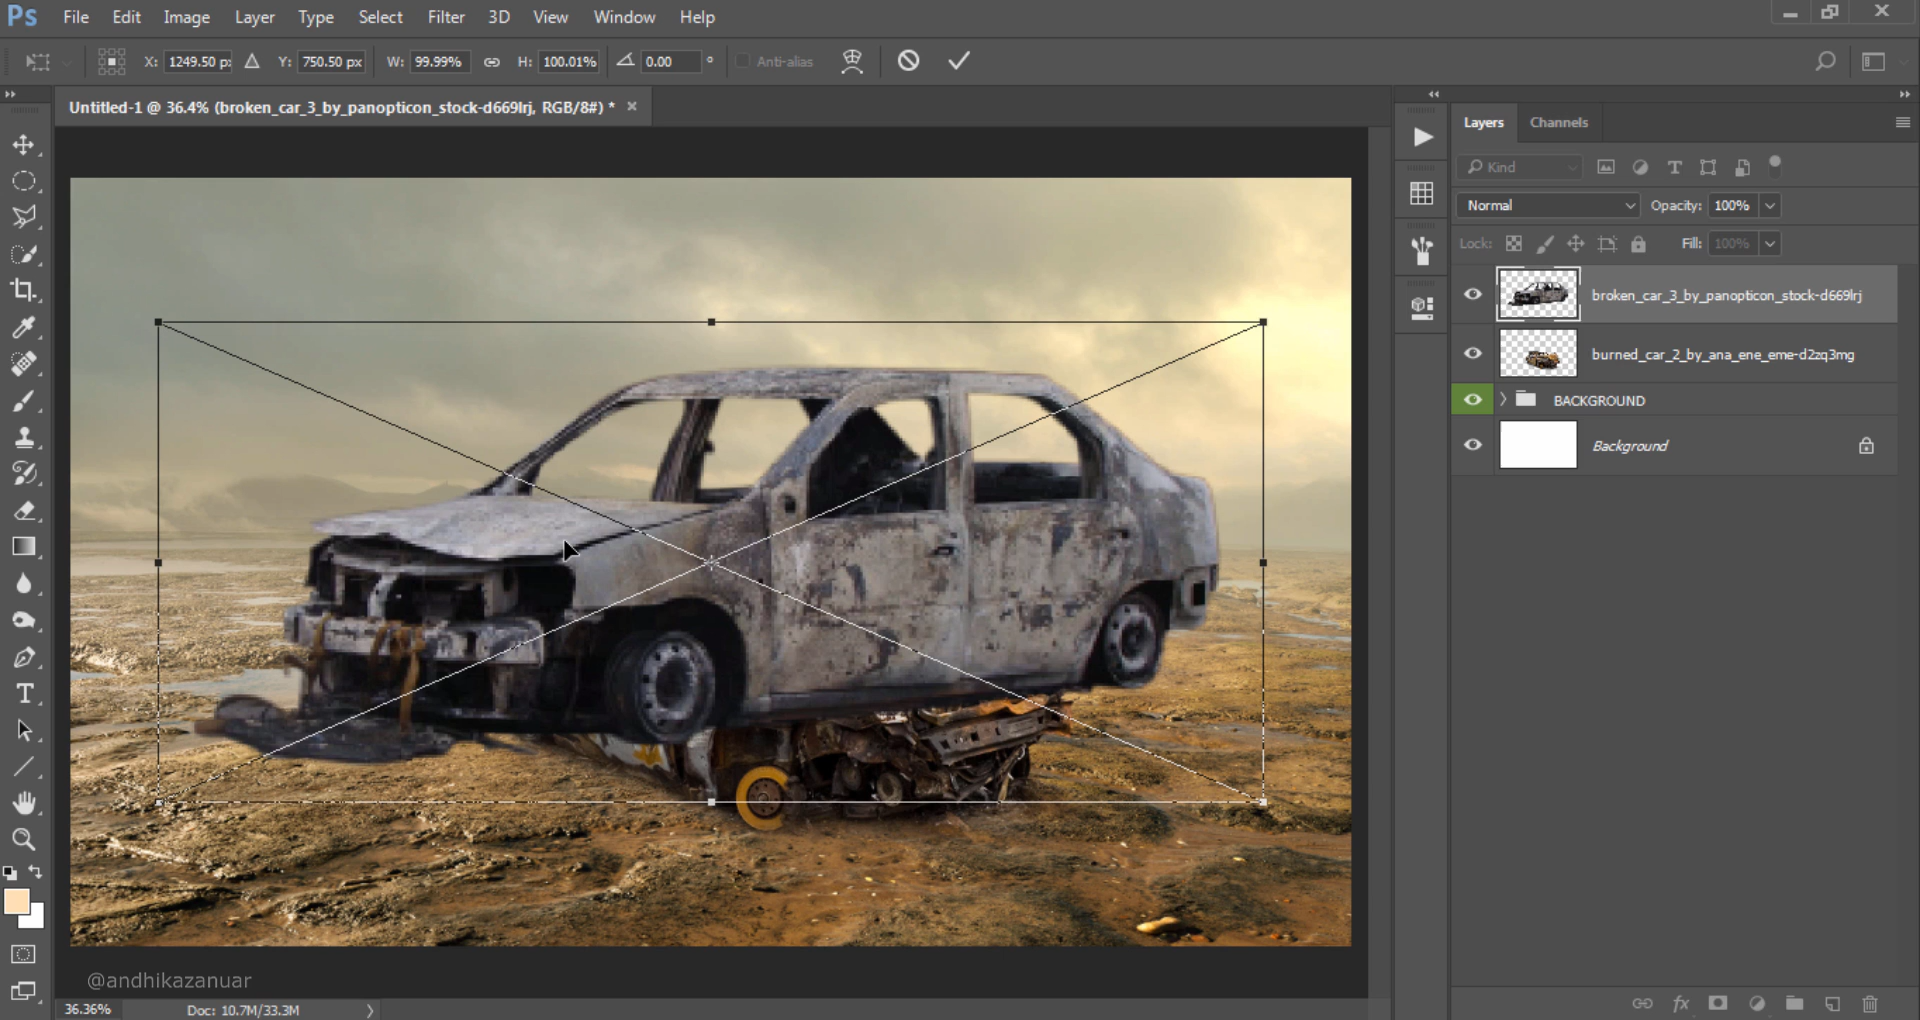 Ps File Edit Image Layer Type Select Filter 3D View Window Help
X: 1249.50 p: Y: 750.50 px W: 99.99% H: 100.01% 0.00 ° Anti-alias
Untitled-1 @ 36.4% (broken_car_3_by_panopticon_stock-d669lrj, RGB/8#) * ×
Layers Channels
Kind
Normal Opacity: 100%
Lock: Fill: 100%
broken_car_3_by_panopticon_stock-d669lrj
burned_car_2_by_ana_ene_eme-d2zq3mg
BACKGROUND
Background
@andhikazanuar
36.36% Doc: 10.7M/33.3M
fx